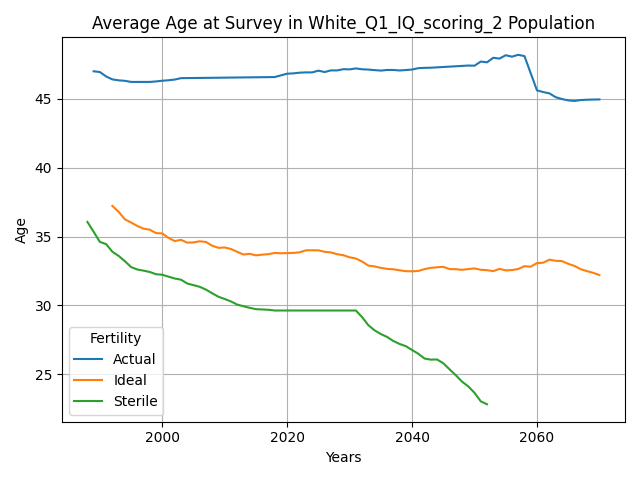 Average Age at Survey in White_Q1_IQ_scoring_2 Population
Age
45
40
35
30
25
Fertility
Actual
Ideal
Sterile
2000
2020
2040
2060
Years